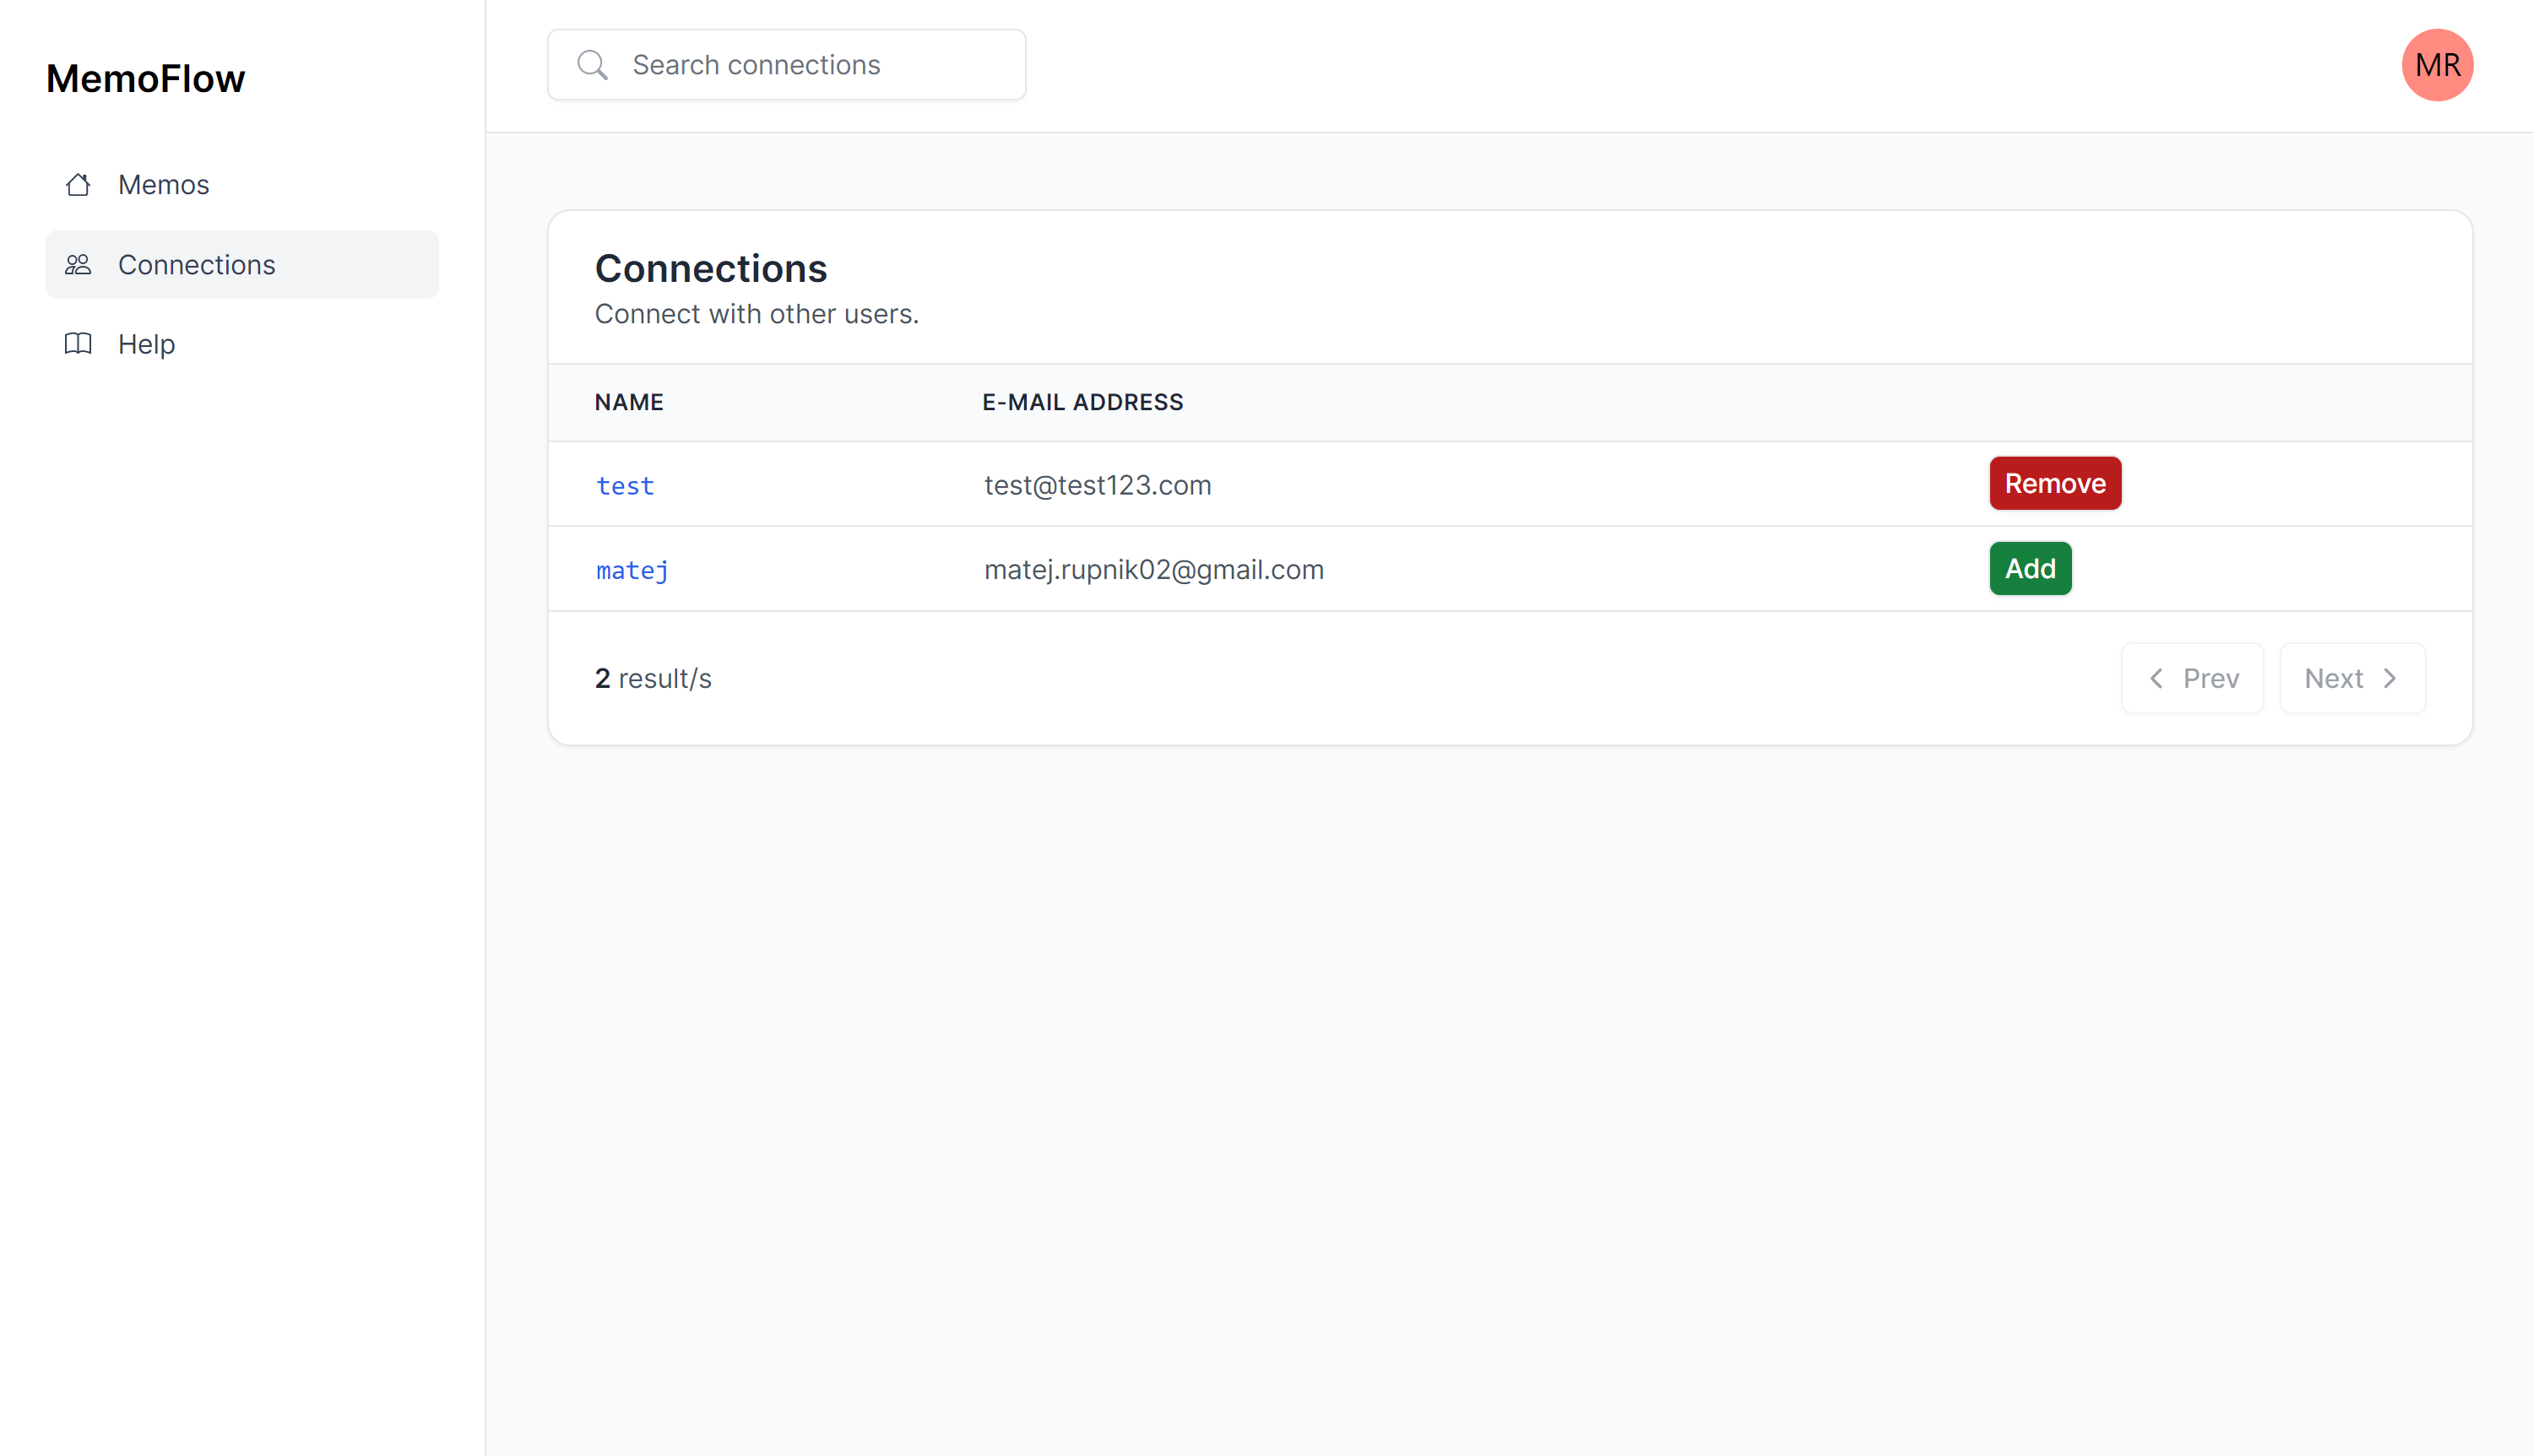 MemoFlow
Memos
Connections
Help
Search connections
MR
Connections
Connect with other users.
NAME E-MAIL ADDRESS
test test@test123.com Remove
matej matej.rupnik02@gmail.com Add
2 result/s Prev Next